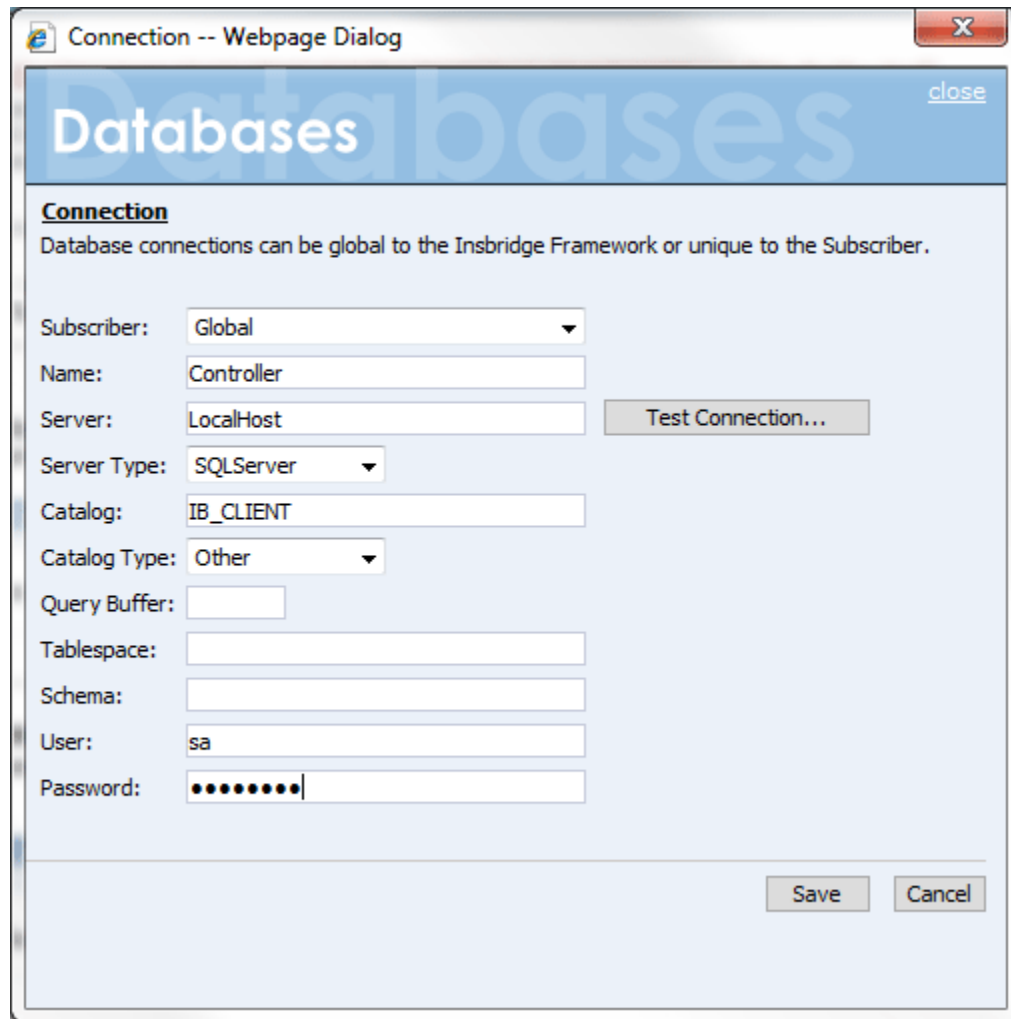 Connection -- Webpage Dialog
close
Databases
Databases
Connection
Database connections can be global to the Insbridge Framework or unique to the Subscriber.
Subscriber: Global
Name: Controller
Server: LocalHost Test Connection...
Server Type: SQLServer
Catalog: IB_CLIENT
Catalog Type: Other
Query Buffer:
Tablespace:
Schema:
User: sa
Password: ●●●●●●●●
Save Cancel